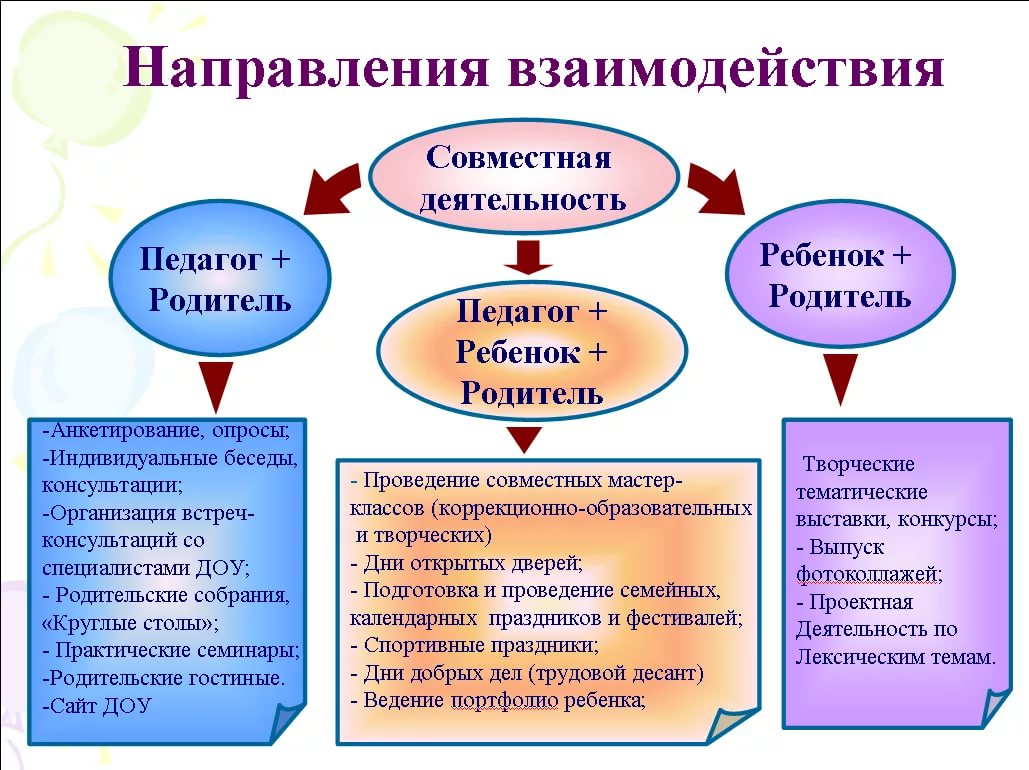 Направления взаимодействия
Совместная
деятельность
Педагог +
Родитель
Педагог +
Ребенок +
Родитель
Ребенок +
Родитель
-Анкетирование, опросы;
-Индивидуальные беседы,
консультации;
-Организация встреч-
консультаций со
специалистами ДОУ;
- Родительские собрания,
«Круглые столы»;
- Практические семинары;
-Родительские гостиные.
-Сайт ДОУ
- Проведение совместных мастер-
классов (коррекционно-образовательных
и творческих)
- Дни открытых дверей;
- Подготовка и проведение семейных,
календарных праздников и фестивалей;
- Спортивные праздники;
- Дни добрых дел (трудовой десант)
- Ведение портфолио ребенка;
Творческие
тематические
выставки, конкурсы;
- Выпуск
фотоколлажей;
- Проектная
Деятельность по
Лексическим темам.